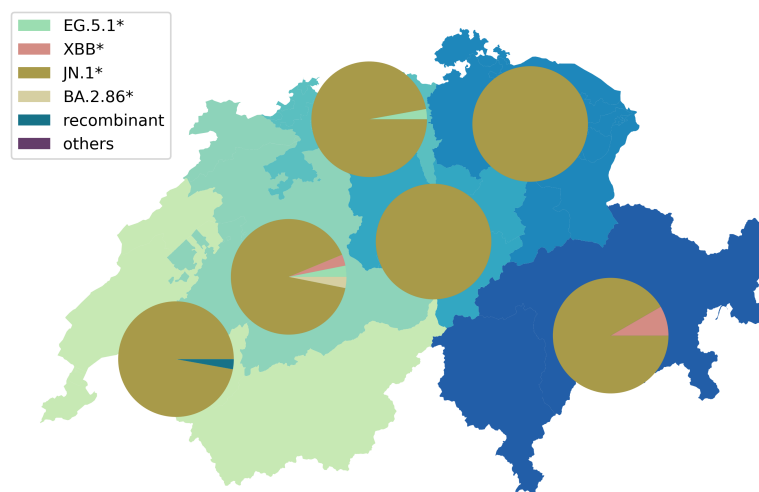 EG.5.1*
XBB*
JN.1*
BA.2.86*
recombinant
others